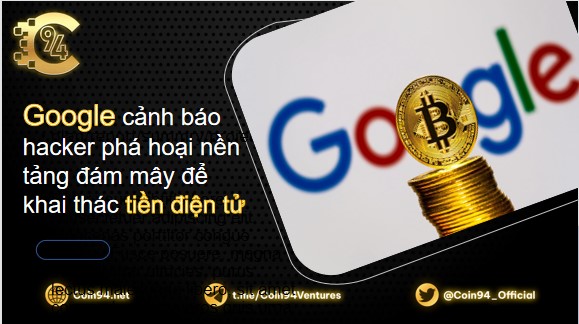 C94
Google
Google cảnh báo
hacker phá hoại nền
tảng đám mây để
khai thác tiền điện tử
Coin94.net
t.me/Coin94Ventures
@Coin94_Official